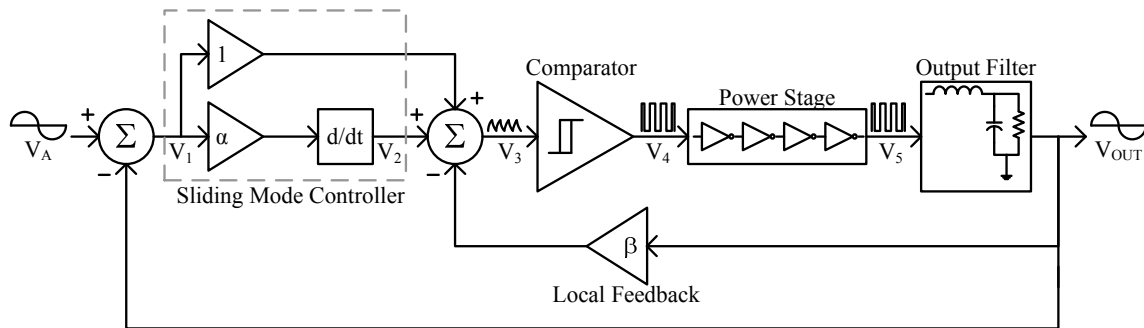 V_A
+
−
Σ
V_1
1
α
d/dt
V_2
Sliding Mode Controller
+
+
−
Σ
V_3
Comparator
V_4
Power Stage
V_5
Output Filter
V_OUT
β
Local Feedback